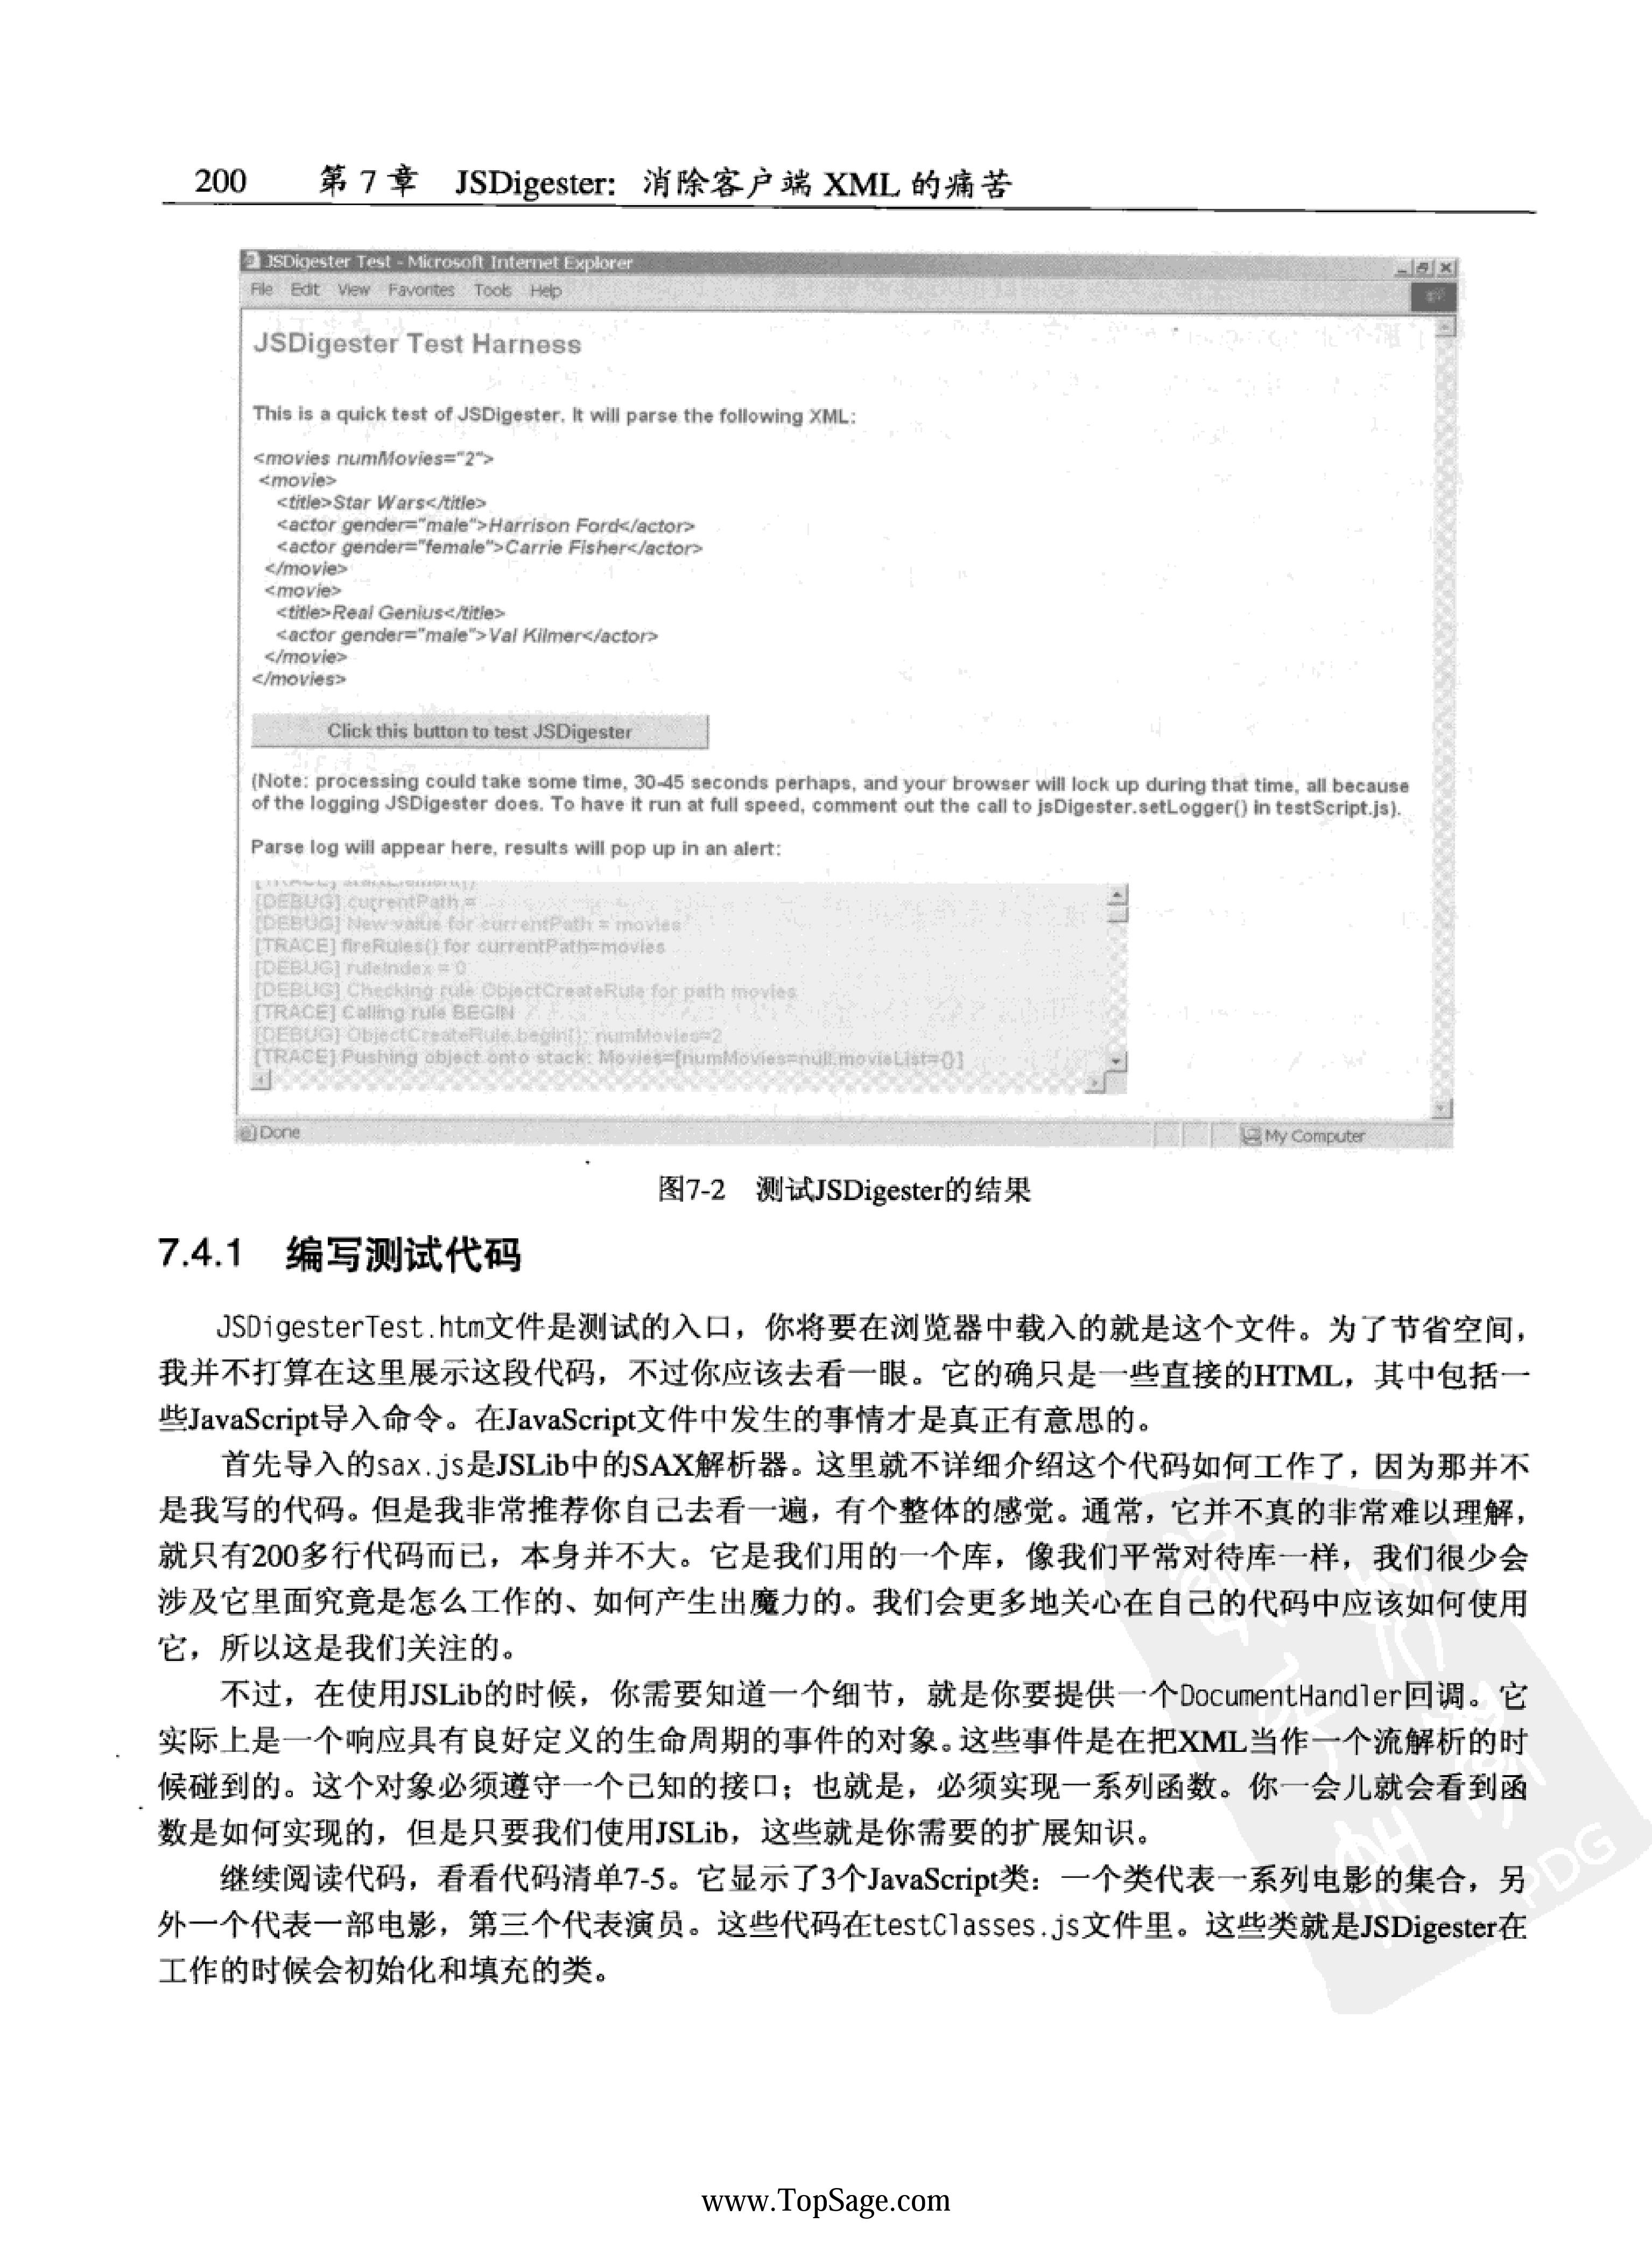 200 第 7 章 JSDigester: 消除客户端 XML 的痛苦
JSDigester Test - Microsoft Internet Explorer
File Edit View Favorites Tools Help
JSDigester Test Harness
This is a quick test of JSDigester. It will parse the following XML:
<movies numMovies="2">
<movie>
<title>Star Wars</title>
<actor gender="male">Harrison Ford</actor>
<actor gender="female">Carrie Fisher</actor>
</movie>
<movie>
<title>Real Genius</title>
<actor gender="male">Val Kilmer</actor>
</movie>
</movies>
Click this button to test JSDigester
(Note: processing could take some time, 30-45 seconds perhaps, and your browser will lock up during that time, all because
of the logging JSDigester does. To have it run at full speed, comment out the call to jsDigester.setLogger() in testScript.js).
Parse log will appear here, results will pop up in an alert:
[TRACE] startElement()
[DEBUG] currentPath =
[DEBUG] New value for currentPath = movies
[TRACE] fireRules() for currentPath=movies
[DEBUG] ruleIndex = 0
[DEBUG] Checking rule ObjectCreateRule for path movies
[TRACE] Calling rule BEGIN
[DEBUG] ObjectCreateRule.begin(): numMovies=2
[TRACE] Pushing object onto stack: Movies=[numMovies=null,movieList={}]
Done My Computer
图7-2 测试JSDigester的结果
7.4.1 编写测试代码
JSDigesterTest.htm文件是测试的入口，你将要在浏览器中载入的就是这个文件。为了节省空间，
我并不打算在这里展示这段代码，不过你应该去看一眼。它的确只是一些直接的HTML，其中包括一
些JavaScript导入命令。在JavaScript文件中发生的事情才是真正有意思的。
首先导入的sax.js是JSLib中的SAX解析器。这里就不详细介绍这个代码如何工作了，因为那并不
是我写的代码。但是我非常推荐你自己去看一遍，有个整体的感觉。通常，它并不真的非常难以理解，
就只有200多行代码而已，本身并不大。它是我们用的一个库，像我们平常对待库一样，我们很少会
涉及它里面究竟是怎么工作的、如何产生出魔力的。我们会更多地关心在自己的代码中应该如何使用
它，所以这是我们关注的。
不过，在使用JSLib的时候，你需要知道一个细节，就是你要提供一个DocumentHandler回调。它
实际上是一个响应具有良好定义的生命周期的事件的对象。这些事件是在把XML当作一个流解析的时
候碰到的。这个对象必须遵守一个已知的接口；也就是，必须实现一系列函数。你一会儿就会看到函
数是如何实现的，但是只要我们使用JSLib，这些就是你需要的扩展知识。
继续阅读代码，看看代码清单7-5。它显示了3个JavaScript类：一个类代表一系列电影的集合，另
外一个代表一部电影，第三个代表演员。这些代码在testClasses.js文件里。这些类就是JSDigester在
工作的时候会初始化和填充的类。
PDG
www.TopSage.com